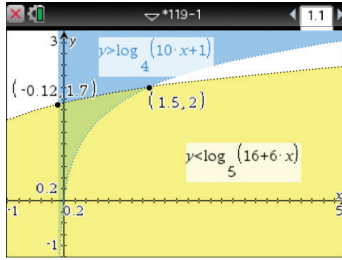 *119-1
1.1
3
y
y>log₄(10·x+1)
(-0.12,1.7)
(1.5,2)
y<log₅(16+6·x)
0.2
x
-1
0.2
5
-1